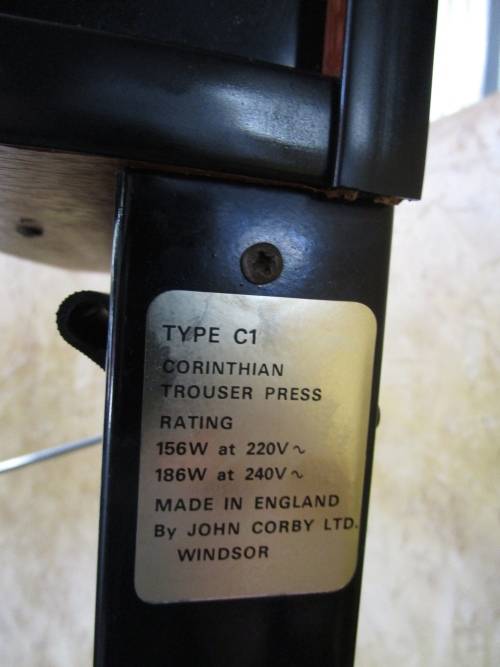 TYPE C1
CORINTHIAN
TROUSER PRESS
RATING
156W at 220V~
186W at 240V~
MADE IN ENGLAND
By JOHN CORBY LTD.
WINDSOR